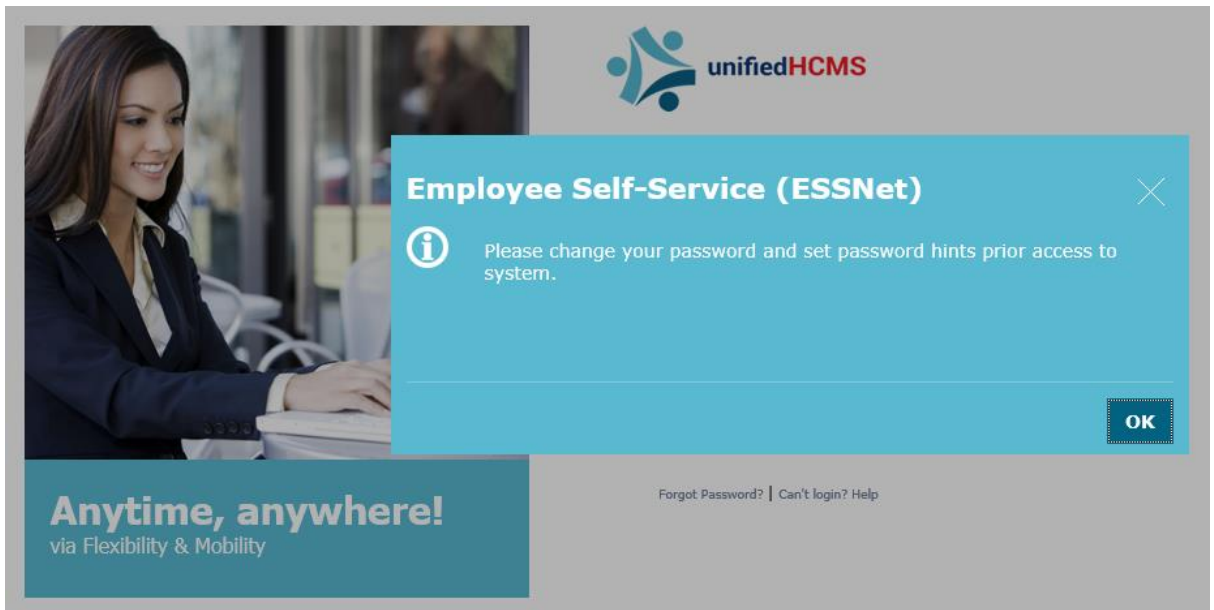 unifiedHCMS
Employee Self-Service (ESSNet)
Please change your password and set password hints prior access to
system.
OK
Forgot Password? | Can't login? Help
Anytime, anywhere!
via Flexibility & Mobility